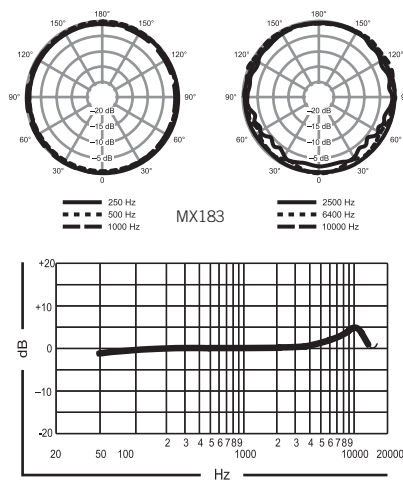 180°
150° 150°
120° 120°
90° 90°
–20 dB
–15 dB
–10 dB
–5 dB
60° 60°
30° 30°
0
250 Hz
500 Hz
1000 Hz
180°
150° 150°
120° 120°
90° 90°
–20 dB
–15 dB
–10 dB
–5 dB
60° 60°
30° 30°
0
2500 Hz
6400 Hz
10000 Hz
MX183
dB
+20
+10
0
–10
-20
2 3 4 5 6 7 8 9 2 3 4 5 6 7 8 9
20 50 100 1000 10000 20000
Hz